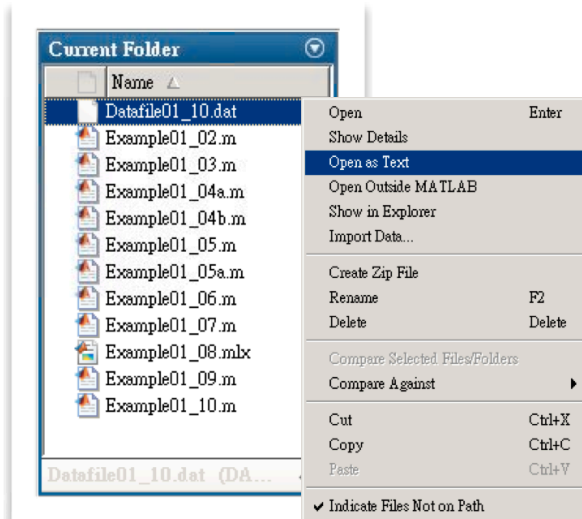 Current Folder
Name
Datafile01_10.dat
Example01_02.m
Example01_03.m
Example01_04a.m
Example01_04b.m
Example01_05.m
Example01_05a.m
Example01_06.m
Example01_07.m
Example01_08.mlx
Example01_09.m
Example01_10.m
Datafile01_10.dat (DA...
Open Enter
Show Details
Open as Text
Open Outside MATLAB
Show in Explorer
Import Data...
Create Zip File
Rename F2
Delete Delete
Compare Selected Files/Folders
Compare Against
Cut Ctrl+X
Copy Ctrl+C
Paste Ctrl+V
Indicate Files Not on Path